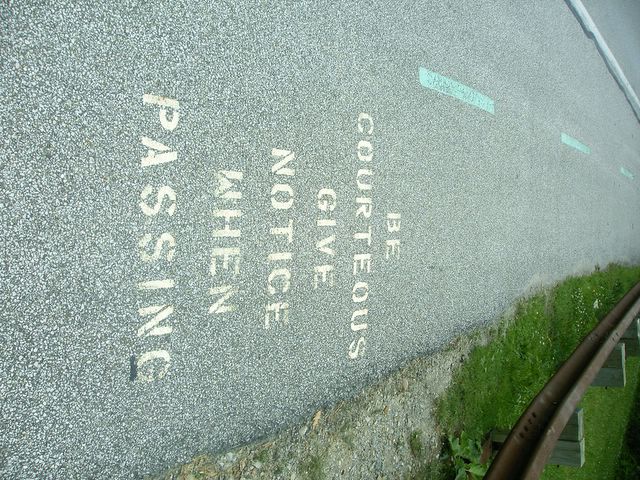 BE
COURTEOUS
GIVE
NOTICE
WHEN
PASSING